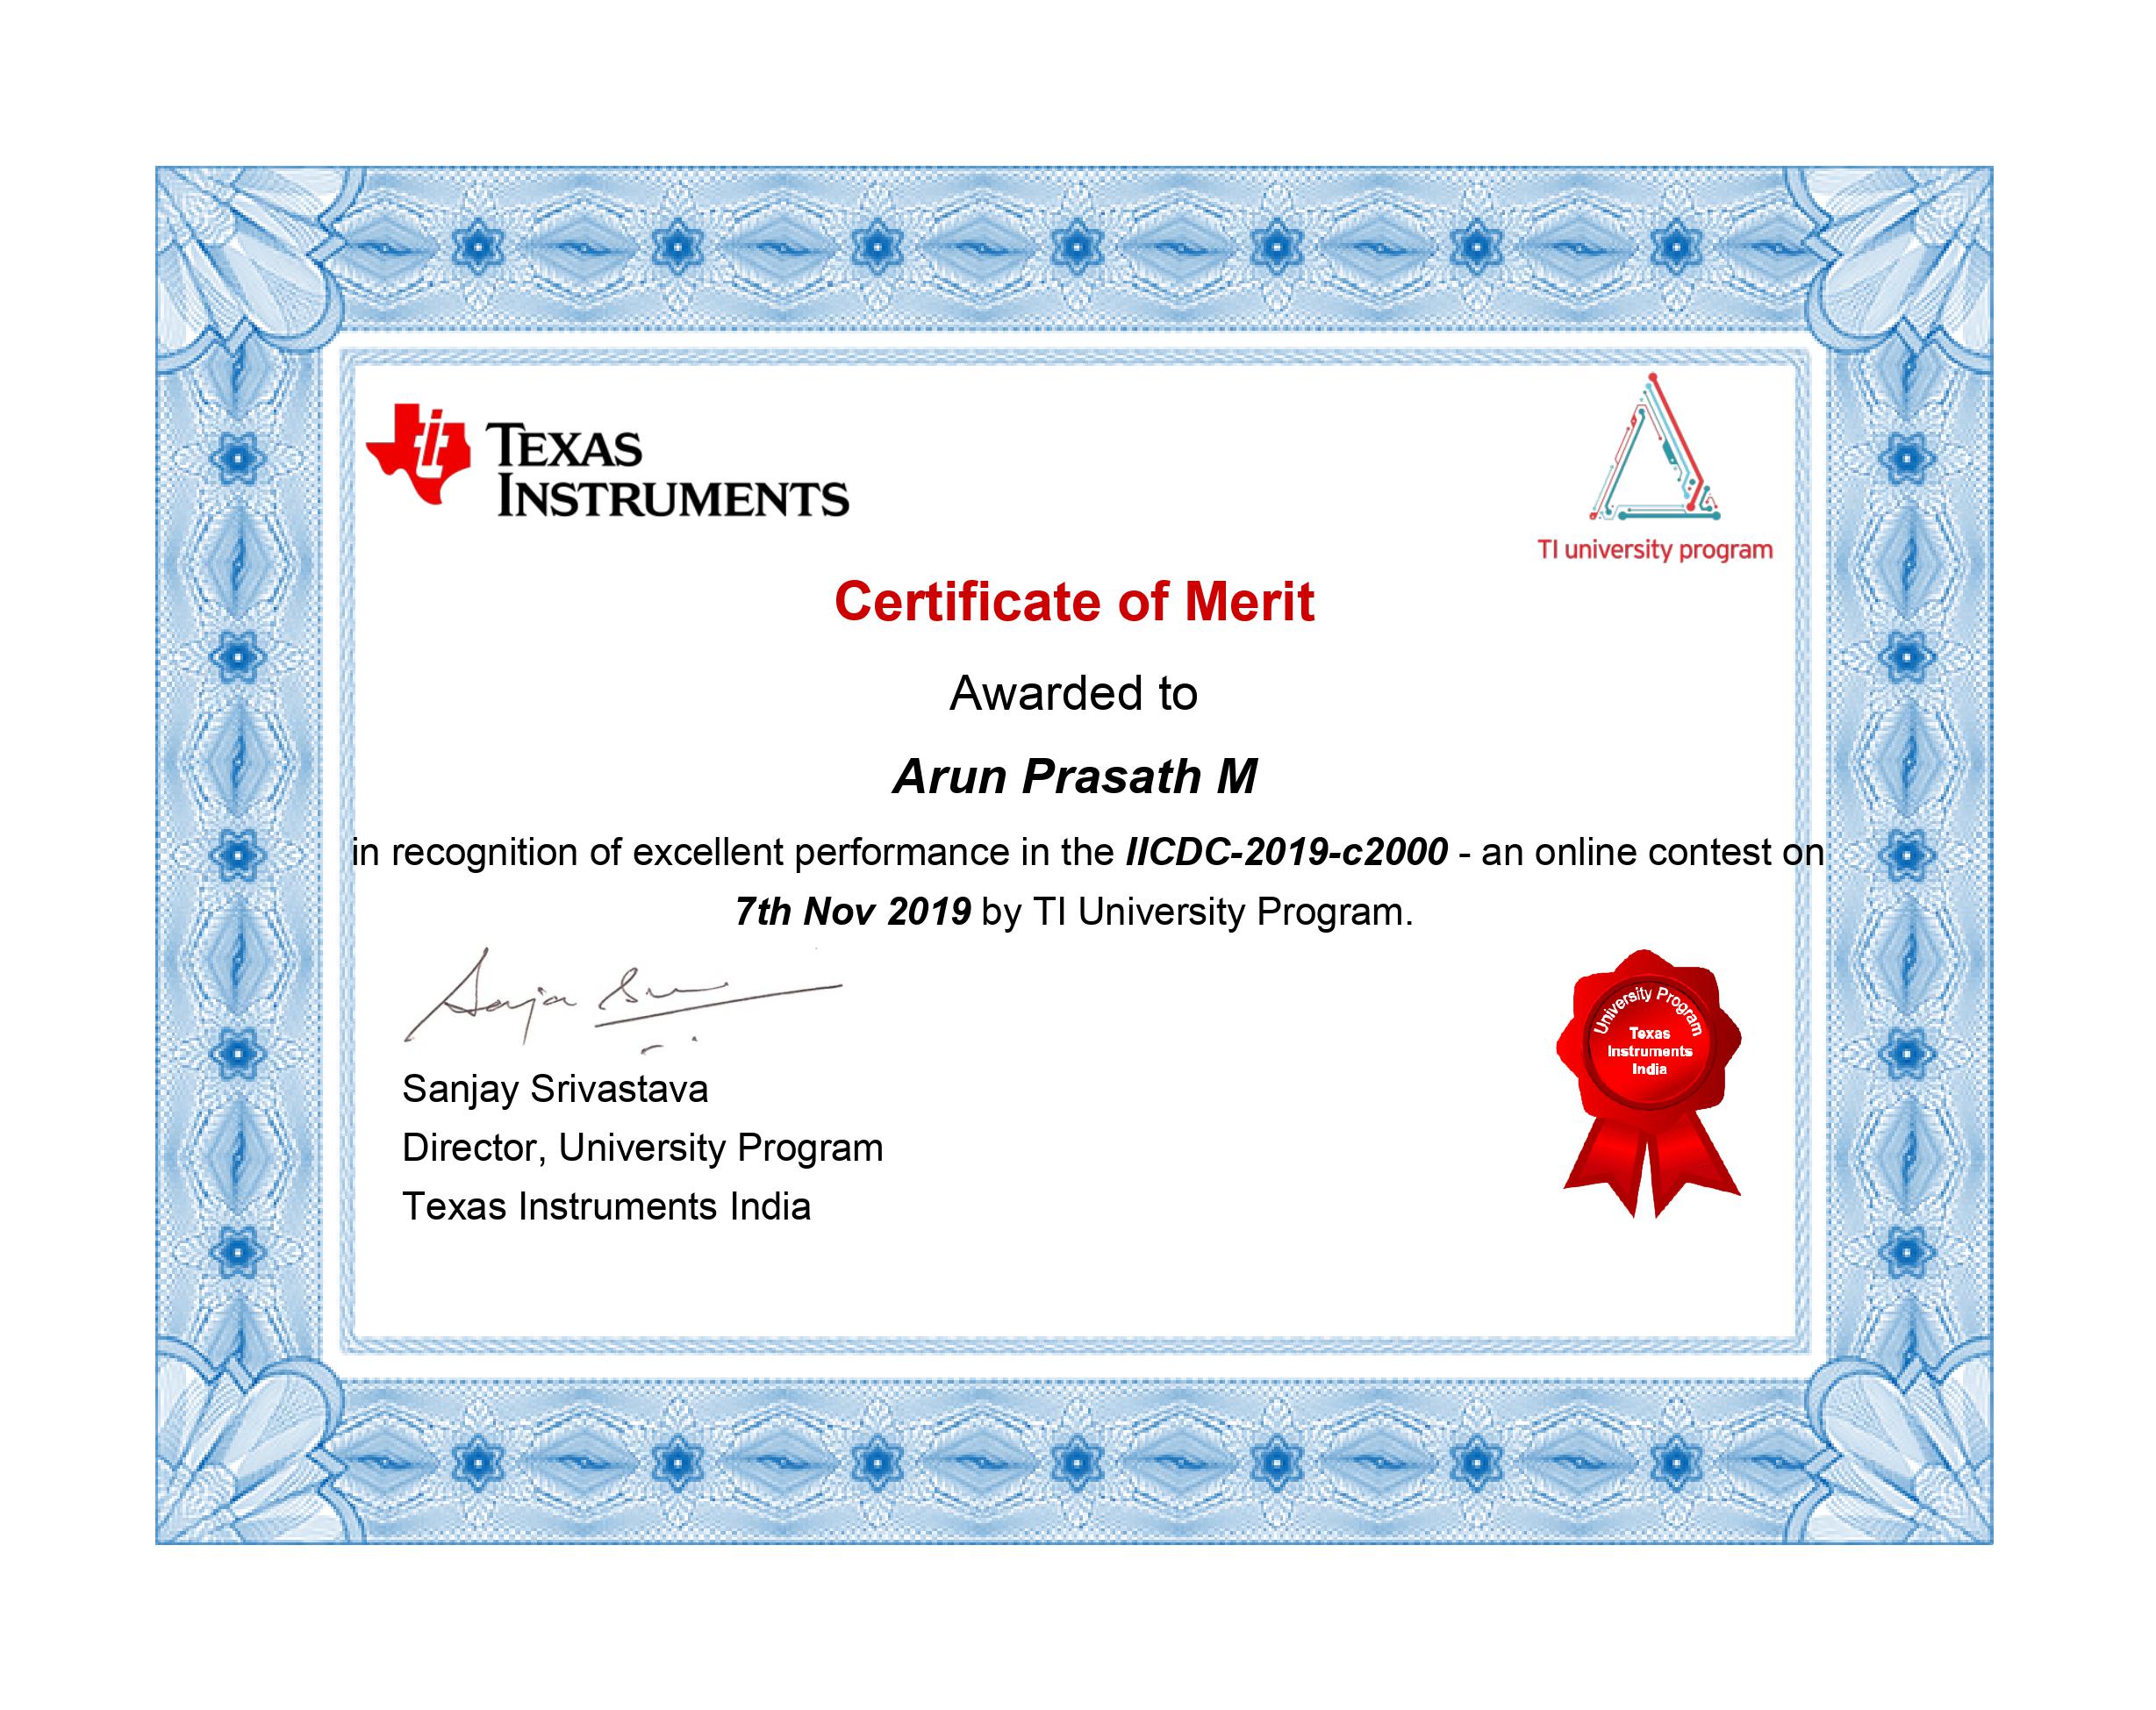 TEXAS
INSTRUMENTS
TI university program
Certificate of Merit
Awarded to
Arun Prasath M
in recognition of excellent performance in the IICDC-2019-c2000 - an online contest on
7th Nov 2019 by TI University Program.
Sanjay Srivastava
Director, University Program
Texas Instruments India
University Program
Texas
Instruments
India